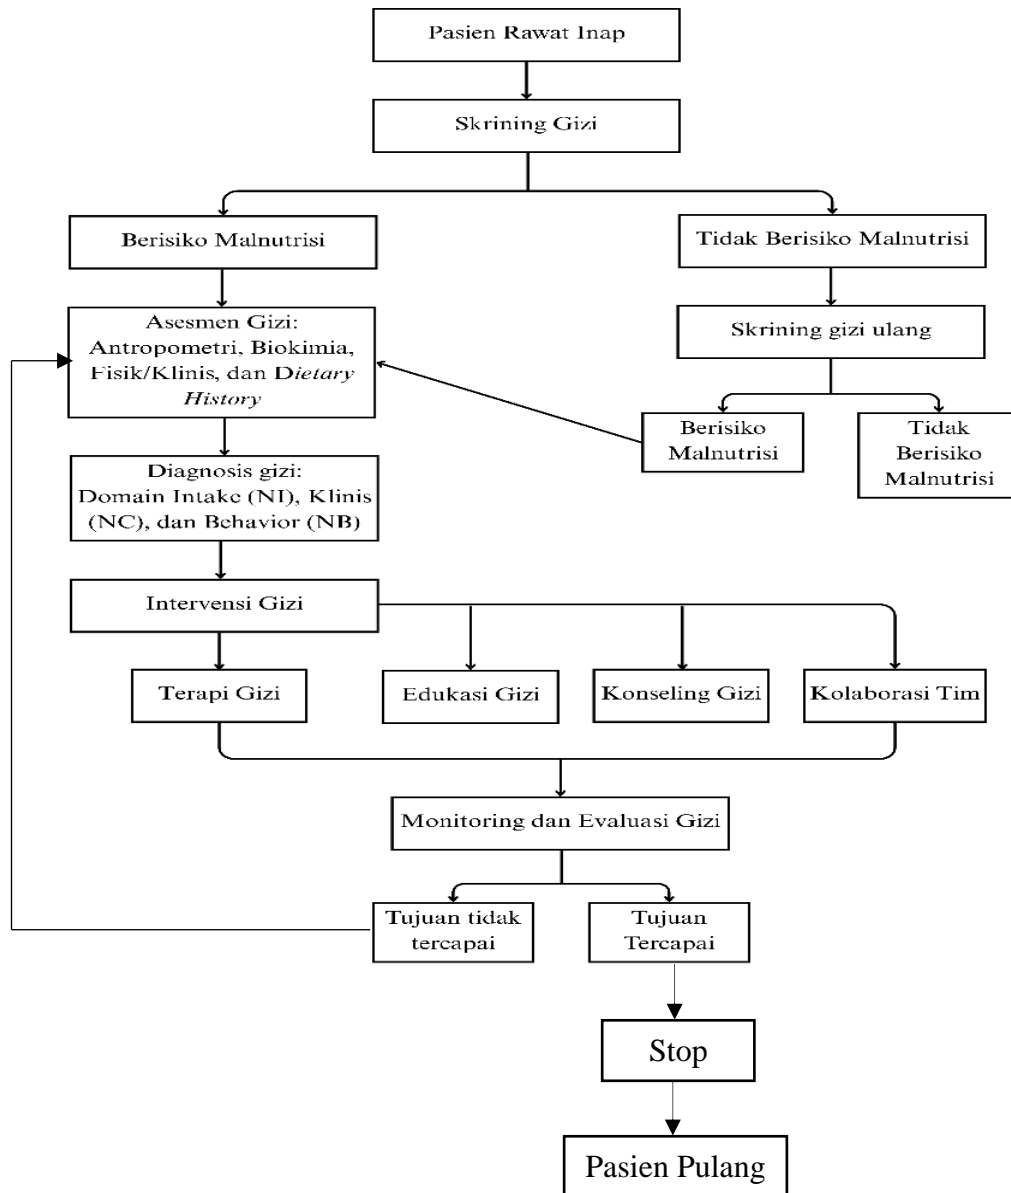 Pasien Rawat Inap
Skrining Gizi
Berisiko Malnutrisi
Tidak Berisiko Malnutrisi
Asesmen Gizi:
Antropometri, Biokimia,
Fisik/Klinis, dan Dietary
History
Skrining gizi ulang
Berisiko
Malnutrisi
Tidak
Berisiko
Malnutrisi
Diagnosis gizi:
Domain Intake (NI), Klinis
(NC), dan Behavior (NB)
Intervensi Gizi
Terapi Gizi
Edukasi Gizi
Konseling Gizi
Kolaborasi Tim
Monitoring dan Evaluasi Gizi
Tujuan tidak
tercapai
Tujuan
Tercapai
Stop
Pasien Pulang